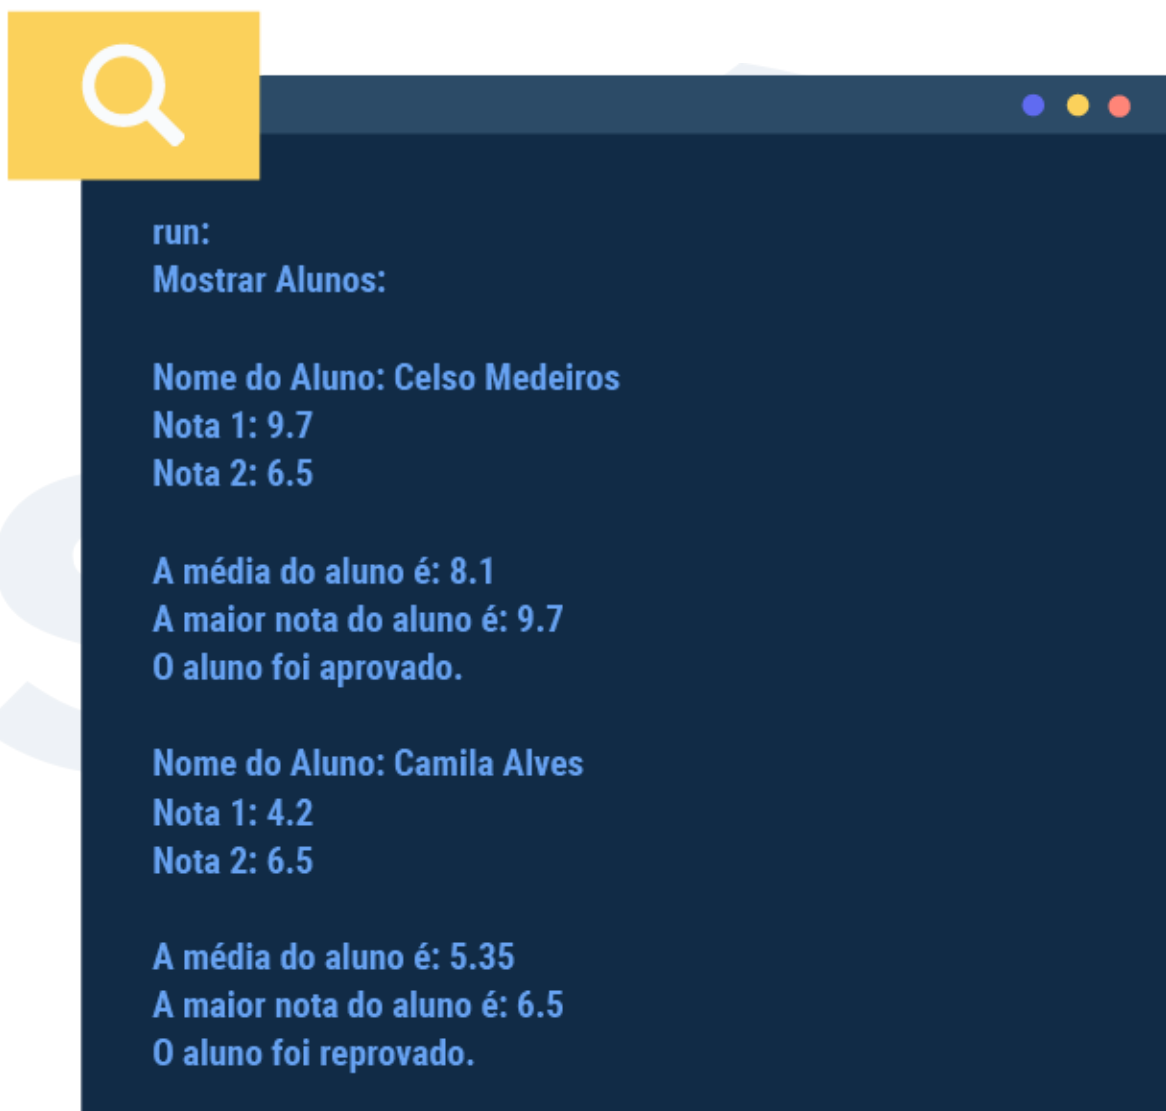 run:
Mostrar Alunos:
Nome do Aluno: Celso Medeiros
Nota 1: 9.7
Nota 2: 6.5
A média do aluno é: 8.1
A maior nota do aluno é: 9.7
O aluno foi aprovado.
Nome do Aluno: Camila Alves
Nota 1: 4.2
Nota 2: 6.5
A média do aluno é: 5.35
A maior nota do aluno é: 6.5
O aluno foi reprovado.